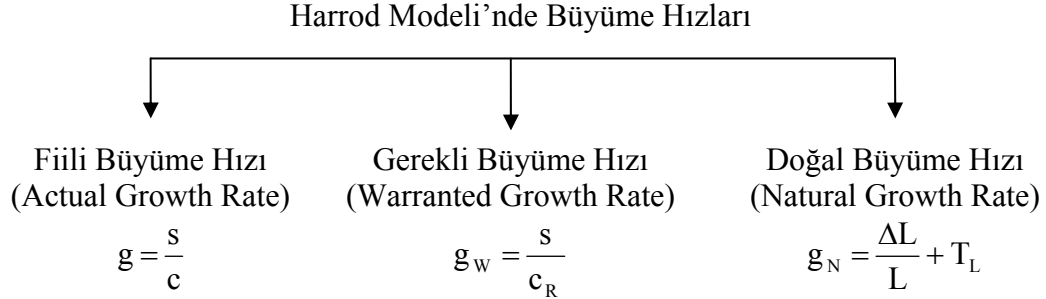 Harrod Modeli’nde Büyüme Hızları
Fiili Büyüme Hızı
(Actual Growth Rate)
g = s/c
Gerekli Büyüme Hızı
(Warranted Growth Rate)
g_W = s/c_R
Doğal Büyüme Hızı
(Natural Growth Rate)
g_N = ΔL/L + T_L